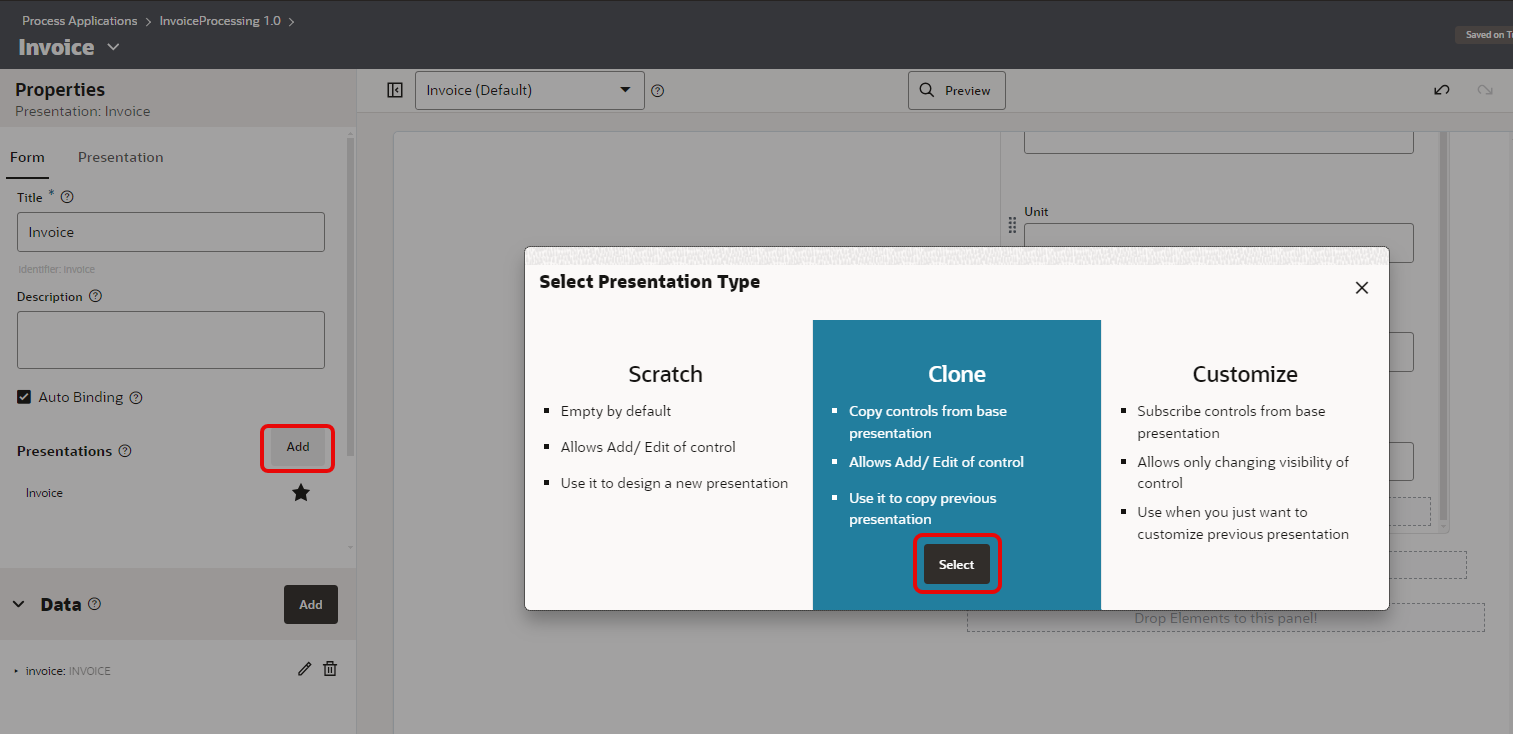 Process Applications > InvoiceProcessing 1.0 >
Invoice
Saved on
Properties
Presentation: Invoice
Invoice (Default)
Preview
Form Presentation
Title *
Invoice
Identifier: Invoice
Description
Auto Binding
Presentations
Add
Invoice
Data
Add
invoice: INVOICE
Unit
Select Presentation Type
Scratch
Empty by default
Allows Add/ Edit of control
Use it to design a new presentation
Clone
Copy controls from base
presentation
Allows Add/ Edit of control
Use it to copy previous
presentation
Select
Customize
Subscribe controls from base
presentation
Allows only changing visibility of
control
Use when you just want to
customize previous presentation
Drop Elements to this panel!